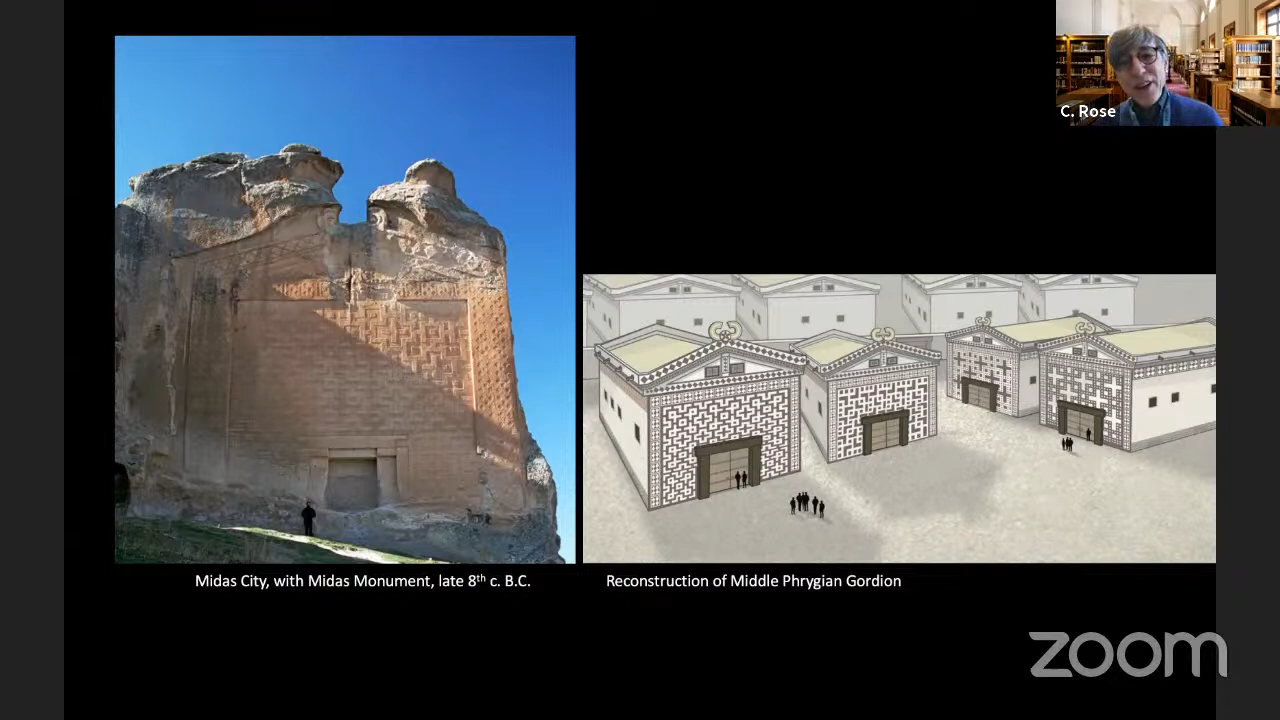 C. Rose
Midas City, with Midas Monument, late 8th c. B.C.
Reconstruction of Middle Phrygian Gordion
zoom